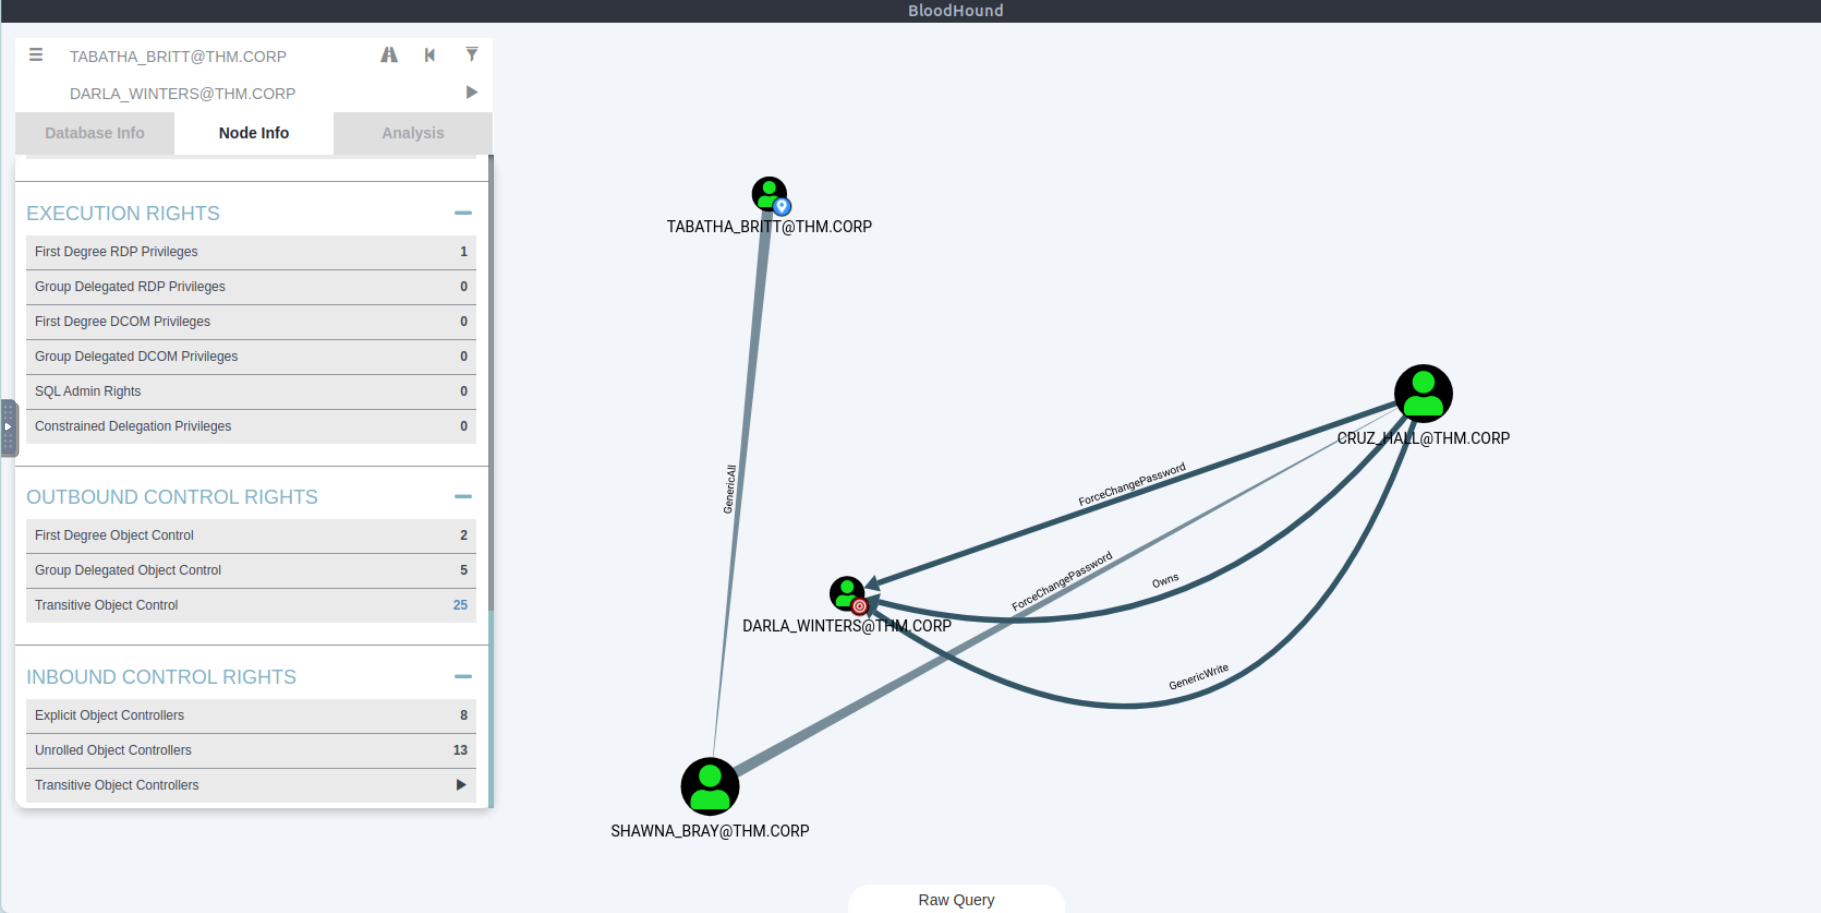 BloodHound
TABATHA_BRITT@THM.CORP
DARLA_WINTERS@THM.CORP
Database Info
Node Info
Analysis
EXECUTION RIGHTS
First Degree RDP Privileges 1
Group Delegated RDP Privileges 0
First Degree DCOM Privileges 0
Group Delegated DCOM Privileges 0
SQL Admin Rights 0
Constrained Delegation Privileges 0
OUTBOUND CONTROL RIGHTS
First Degree Object Control 2
Group Delegated Object Control 5
Transitive Object Control 25
INBOUND CONTROL RIGHTS
Explicit Object Controllers 8
Unrolled Object Controllers 13
Transitive Object Controllers
TABATHA_BRITT@THM.CORP
GenericAll
CRUZ_HALL@THM.CORP
ForceChangePassword
ForceChangePassword
Owns
DARLA_WINTERS@THM.CORP
GenericWrite
SHAWNA_BRAY@THM.CORP
Raw Query